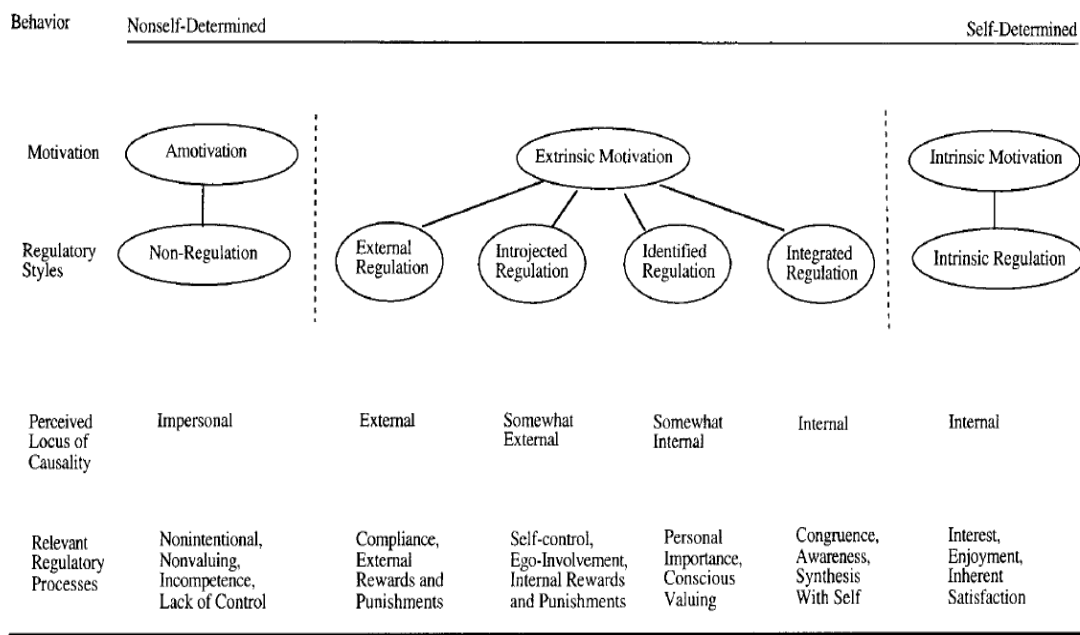 Behavior
Nonself-Determined
Self-Determined
Motivation
Amotivation
Extrinsic Motivation
Intrinsic Motivation
Regulatory
Styles
Non-Regulation
External
Regulation
Introjected
Regulation
Identified
Regulation
Integrated
Regulation
Intrinsic Regulation
Perceived
Locus of
Causality
Impersonal
External
Somewhat
External
Somewhat
Internal
Internal
Internal
Relevant
Regulatory
Processes
Nonintentional,
Nonvaluing,
Incompetence,
Lack of Control
Compliance,
External
Rewards and
Punishments
Self-control,
Ego-Involvement,
Internal Rewards
and Punishments
Personal
Importance,
Conscious
Valuing
Congruence,
Awareness,
Synthesis
With Self
Interest,
Enjoyment,
Inherent
Satisfaction